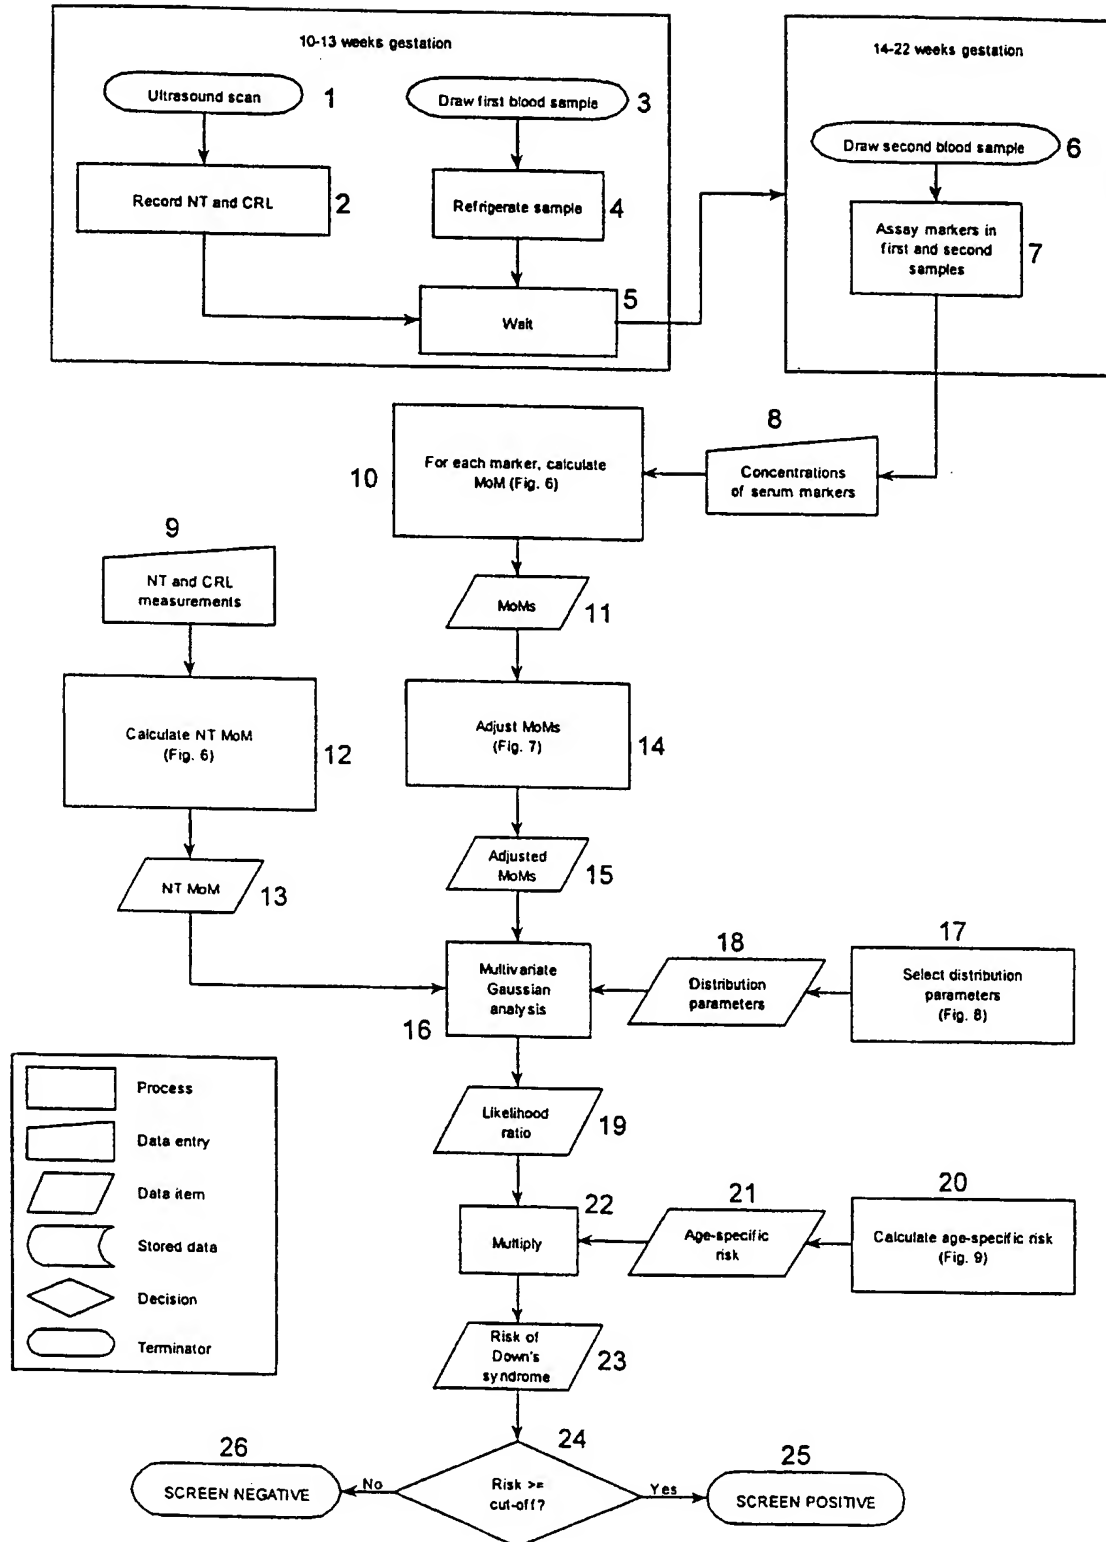 10-13 weeks gestation
Ultrasound scan
1
Draw first blood sample
3
Record NT and CRL
2
Refrigerate sample
4
Wait
5
14-22 weeks gestation
Draw second blood sample
6
Assay markers in
first and second
samples
7
8
Concentrations
of serum markers
10
For each marker, calculate
MoM (Fig. 6)
9
NT and CRL
measurements
MoMs
11
Calculate NT MoM
(Fig. 6)
12
Adjust MoMs
(Fig. 7)
14
NT MoM
13
Adjusted
MoMs
15
Multivariate
Gaussian
analysis
16
18
Distribution
parameters
17
Select distribution
parameters
(Fig. 8)
Likelihood
ratio
19
22
Multiply
21
Age-specific
risk
20
Calculate age-specific risk
(Fig. 9)
Risk of
Down's
syndrome
23
24
Risk >=
cut-off?
No
Yes
26
SCREEN NEGATIVE
25
SCREEN POSITIVE
Process
Data entry
Data item
Stored data
Decision
Terminator